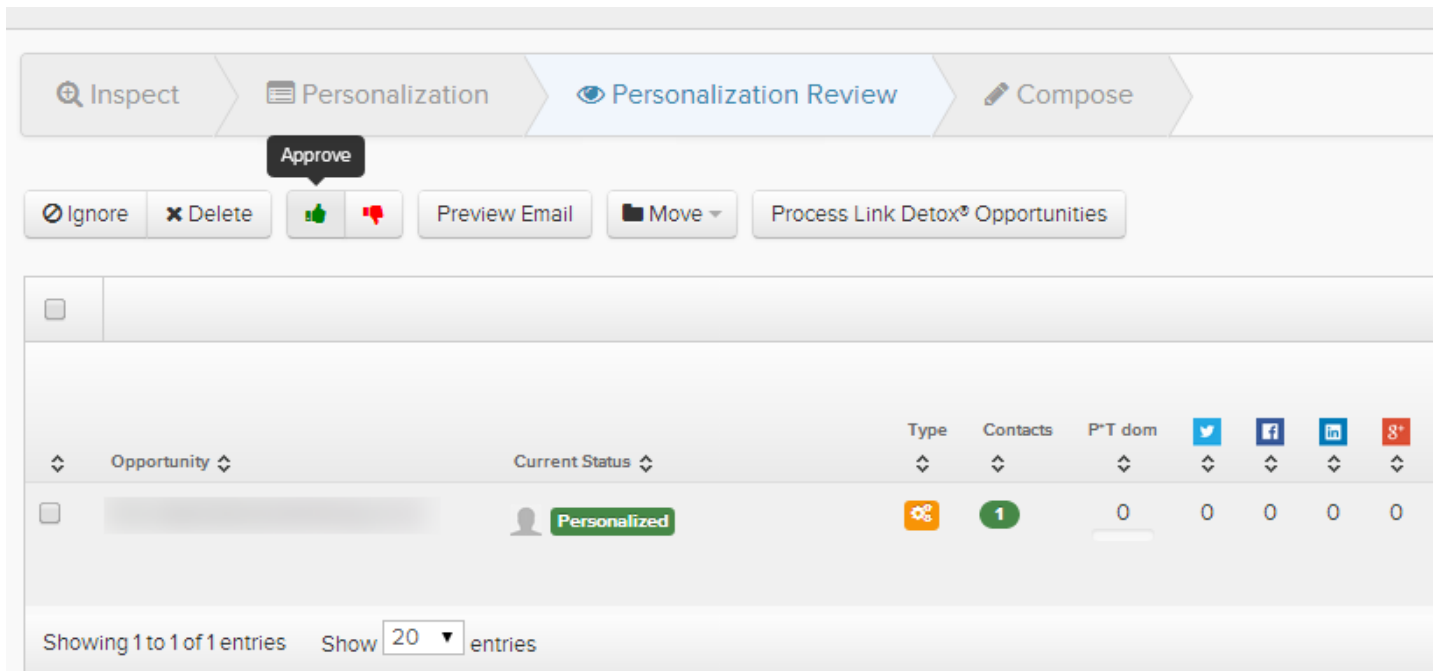 Inspect Personalization Personalization Review Compose
Approve
Ignore Delete Preview Email Move Process Link Detox® Opportunities
Type Contacts P*T dom
Opportunity Current Status
Personalized 1 0 0 0 0 0
Showing 1 to 1 of 1 entries Show 20 entries